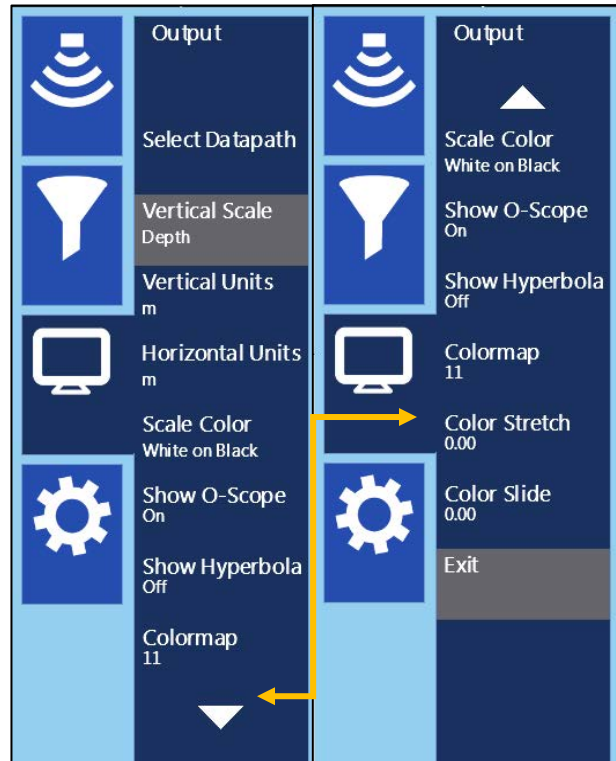 Output
Select Datapath
Vertical Scale
Depth
Vertical Units
m
Horizontal Units
m
Scale Color
White on Black
Show O-Scope
On
Show Hyperbola
Off
Colormap
11
Output
Scale Color
White on Black
Show O-Scope
On
Show Hyperbola
Off
Colormap
11
Color Stretch
0.00
Color Slide
0.00
Exit